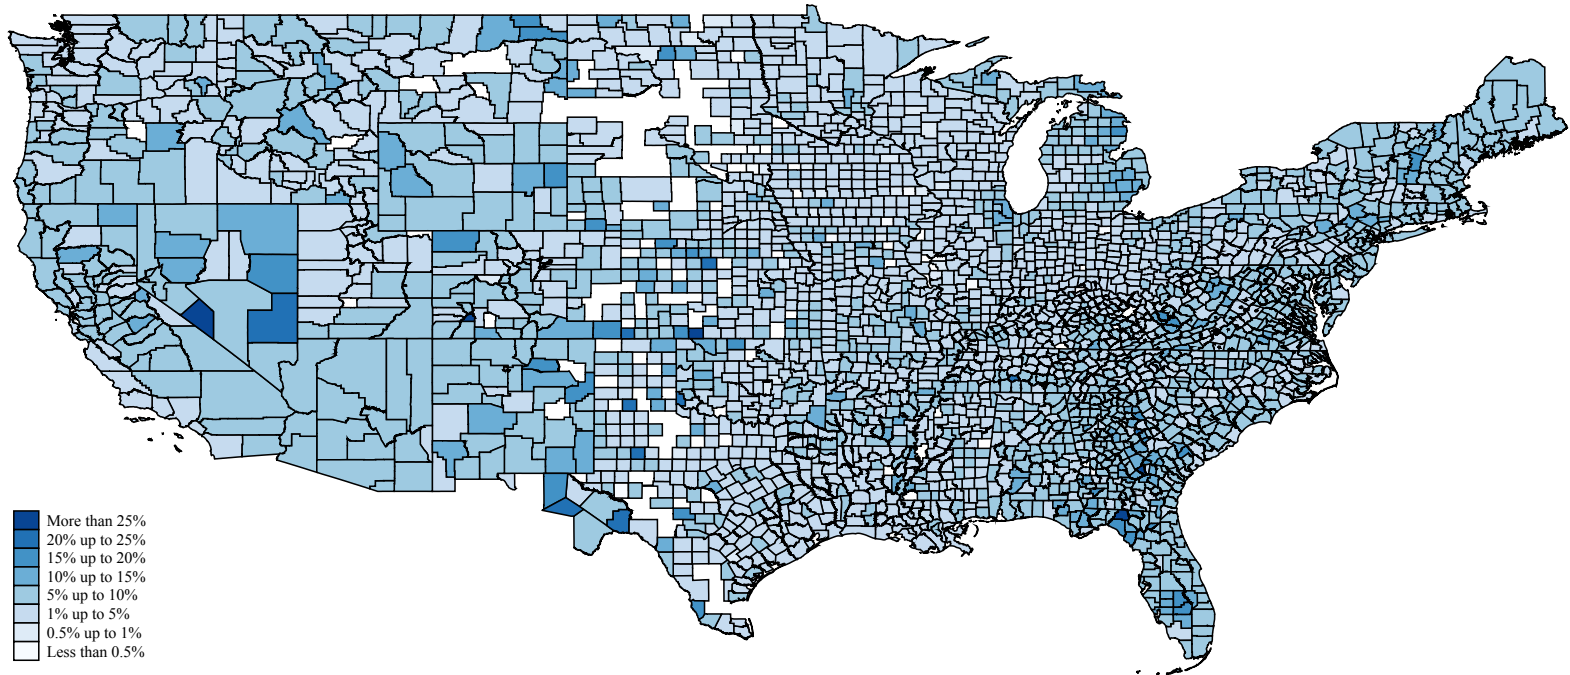 More than 25%
20% up to 25%
15% up to 20%
10% up to 15%
5% up to 10%
1% up to 5%
0.5% up to 1%
Less than 0.5%